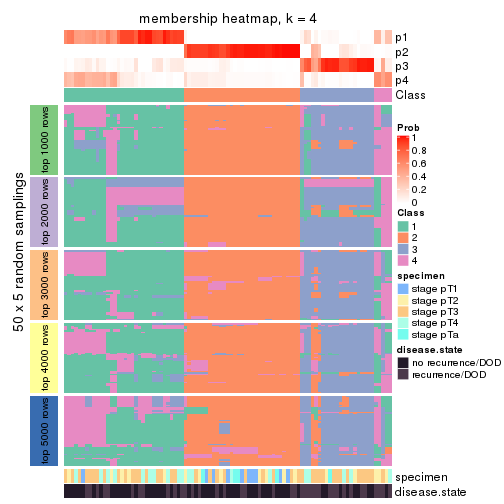 membership heatmap, k = 4
p1
p2
p3
p4
Class
50 x 5 random samplings
top 1000 rows
top 2000 rows
top 3000 rows
top 4000 rows
top 5000 rows
Prob
1
0.8
0.6
0.4
0.2
0
Class
1
2
3
4
specimen
stage pT1
stage pT2
stage pT3
stage pT4
stage pTa
disease.state
no recurrence/DOD
recurrence/DOD
specimen
disease.state